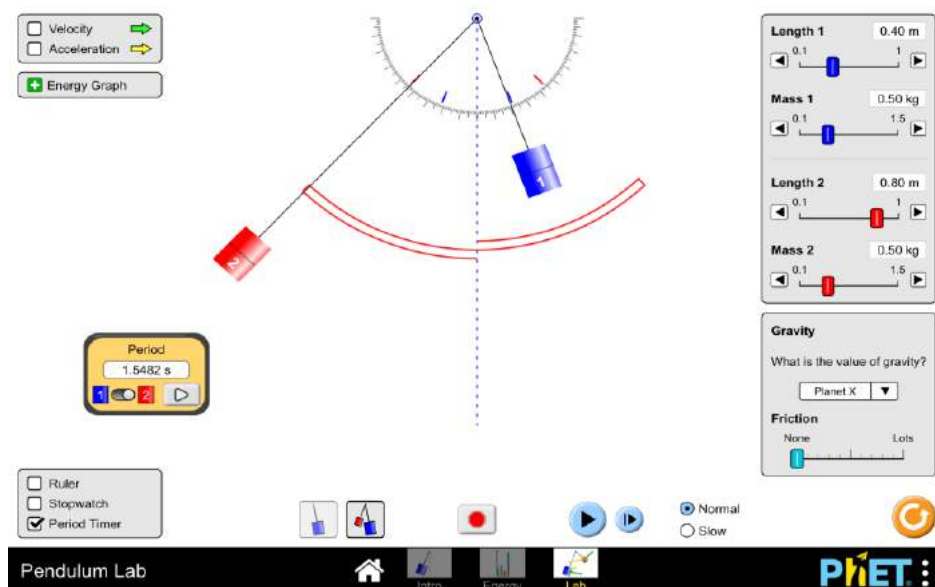 Velocity
Acceleration
Energy Graph
1
2
Length 1 0.40 m
0.1 1
Mass 1 0.50 kg
0.1 1.5
Length 2 0.80 m
0.1 1
Mass 2 0.50 kg
0.1 1.5
Gravity
What is the value of gravity?
Planet X
Friction
None Lots
Period
1.5482 s
1 2
Ruler
Stopwatch
Period Timer
Normal
Slow
Pendulum Lab
Intro Energy Lab
PhET